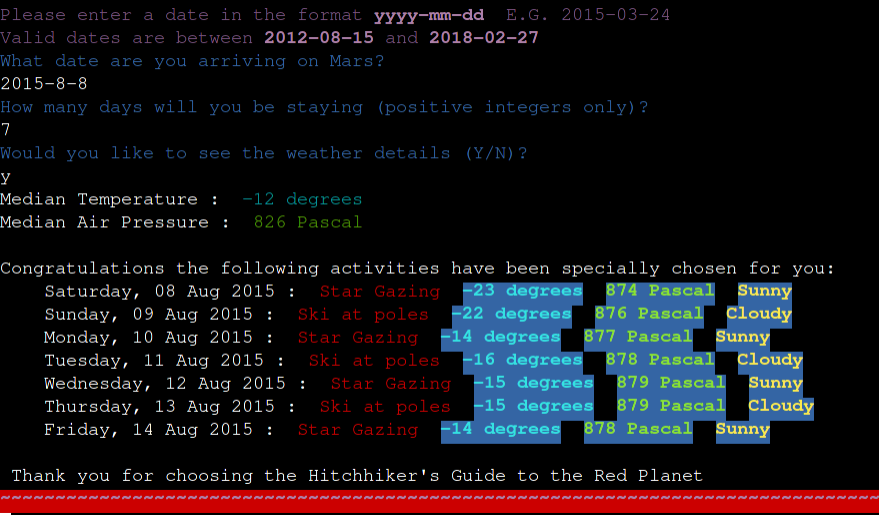 Please enter a date in the format yyyy-mm-dd  E.G. 2015-03-24
Valid dates are between 2012-08-15 and 2018-02-27
What date are you arriving on Mars?
2015-8-8
How many days will you be staying (positive integers only)?
7
Would you like to see the weather details (Y/N)?
y
Median Temperature :  -12 degrees
Median Air Pressure :  826 Pascal
Congratulations the following activities have been specially chosen for you:
Saturday, 08 Aug 2015 :  Star Gazing  -23 degrees  874 Pascal  Sunny
Sunday, 09 Aug 2015 :  Ski at poles  -22 degrees  876 Pascal  Cloudy
Monday, 10 Aug 2015 :  Star Gazing  -14 degrees  877 Pascal  Sunny
Tuesday, 11 Aug 2015 :  Ski at poles  -16 degrees  878 Pascal  Cloudy
Wednesday, 12 Aug 2015 :  Star Gazing  -15 degrees  879 Pascal  Sunny
Thursday, 13 Aug 2015 :  Ski at poles  -15 degrees  879 Pascal  Cloudy
Friday, 14 Aug 2015 :  Star Gazing  -14 degrees  878 Pascal  Sunny
Thank you for choosing the Hitchhiker's Guide to the Red Planet
~~~~~~~~~~~~~~~~~~~~~~~~~~~~~~~~~~~~~~~~~~~~~~~~~~~~~~~~~~~~~~~~~~~~~~~~~~~~~~~~